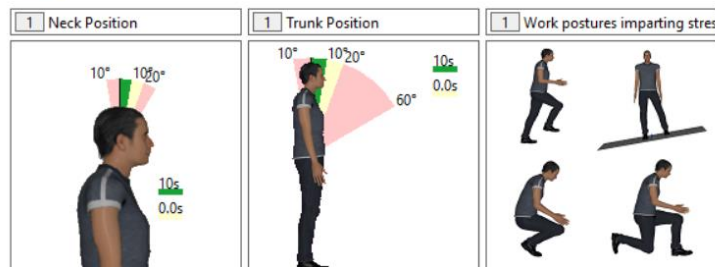 1 Neck Position
10° 10° 20°
10s
0.0s
1 Trunk Position
10° 10° 20°
60°
10s
0.0s
1 Work postures imparting stres